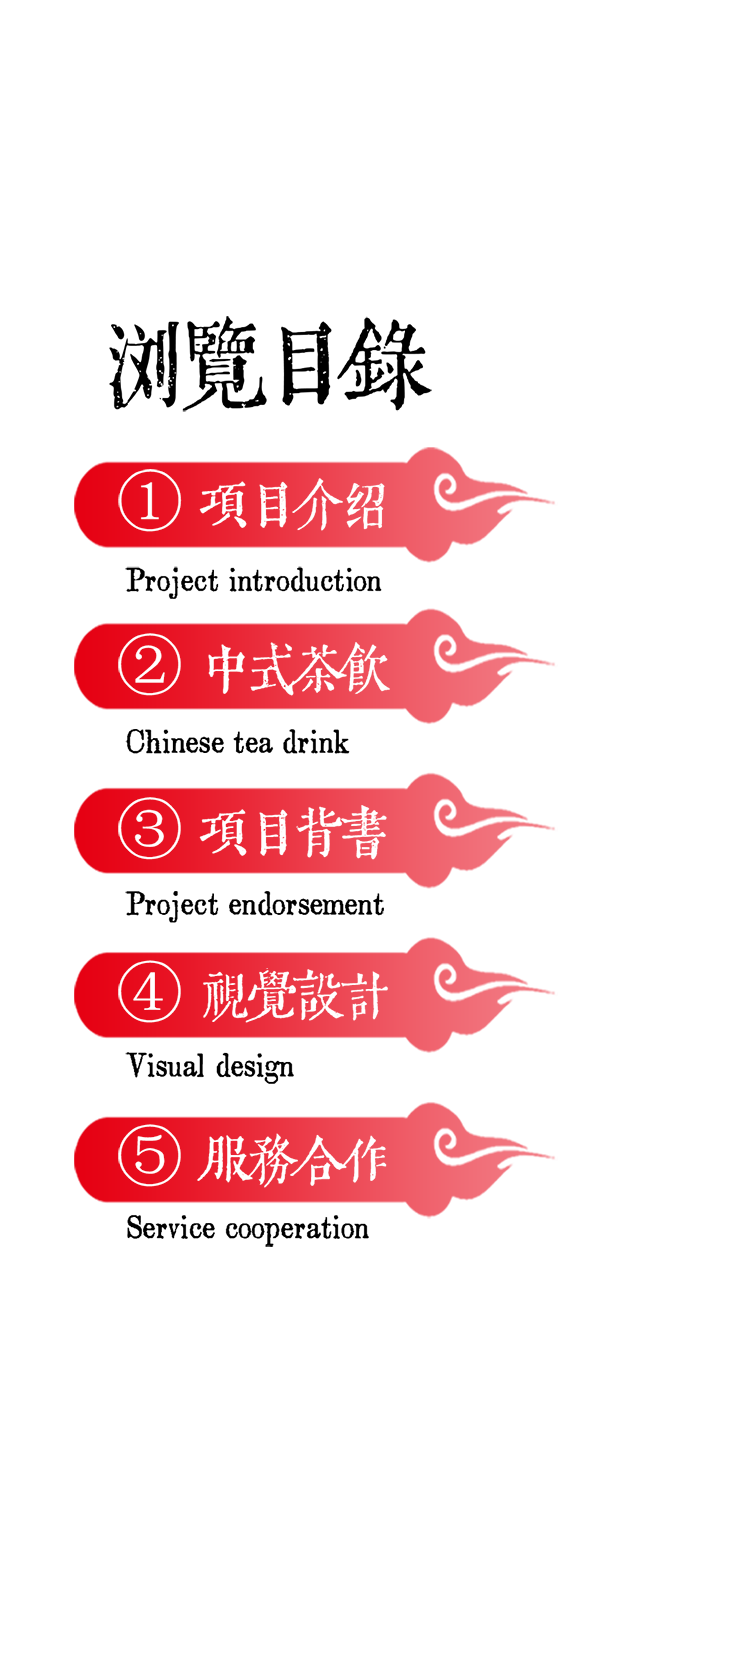 浏覽目錄
① 項目介绍
Project introduction
② 中式茶飲
Chinese tea drink
③ 項目背書
Project endorsement
④ 視覺設計
Visual design
⑤ 服務合作
Service cooperation